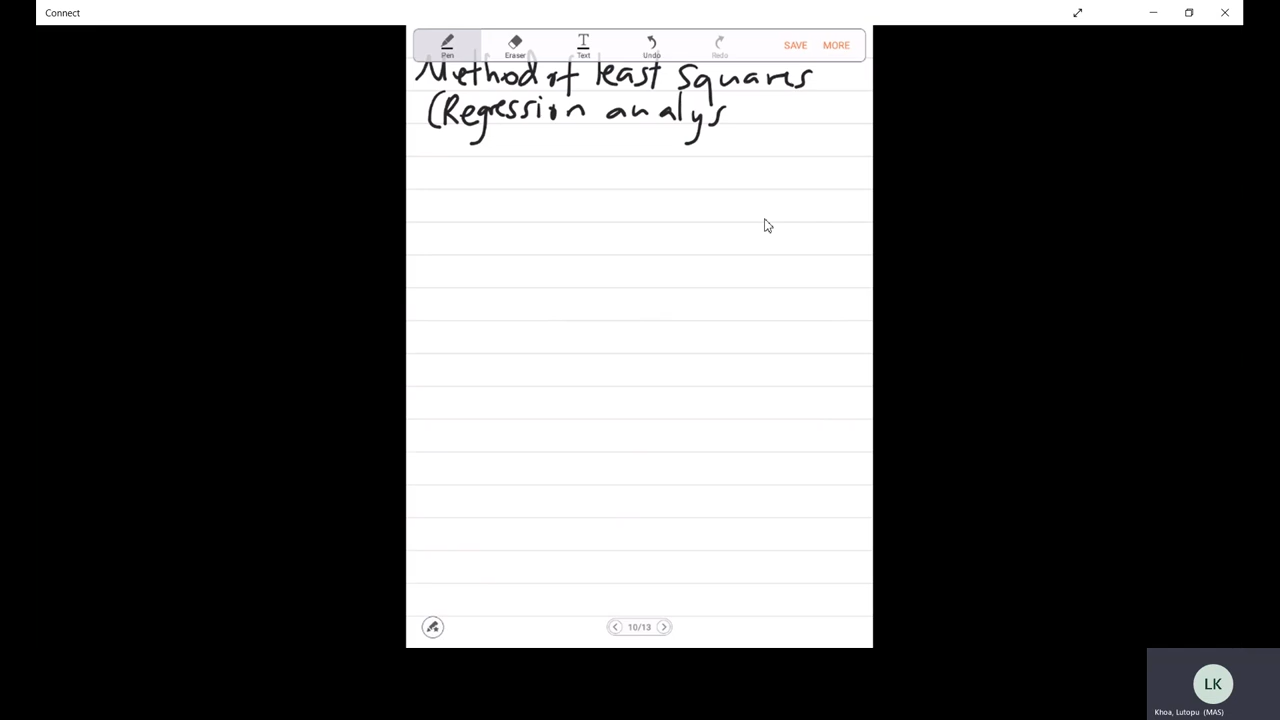 Connect
Pen Eraser Text Undo Redo SAVE MORE
Method of least Squares
(Regression analys
10/13
LK
Khoa, Lutopu (MAS)